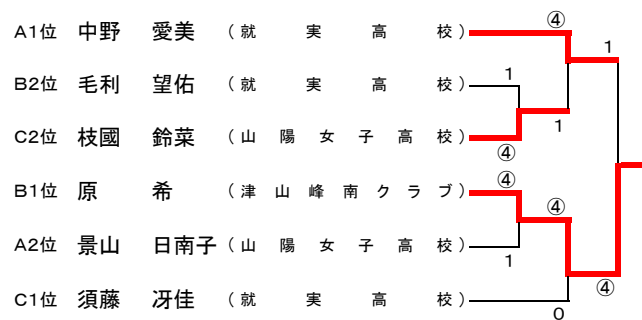 A1位 中野 愛美 (就実高校) ④ 1
B2位 毛利 望佑 (就実高校) 1
C2位 枝國 鈴菜 (山陽女子高校) ④ 1
B1位 原 希 (津山峰南クラブ) ④ ④
A2位 景山 日南子 (山陽女子高校) 1
C1位 須藤 冴佳 (就実高校) 0 ④